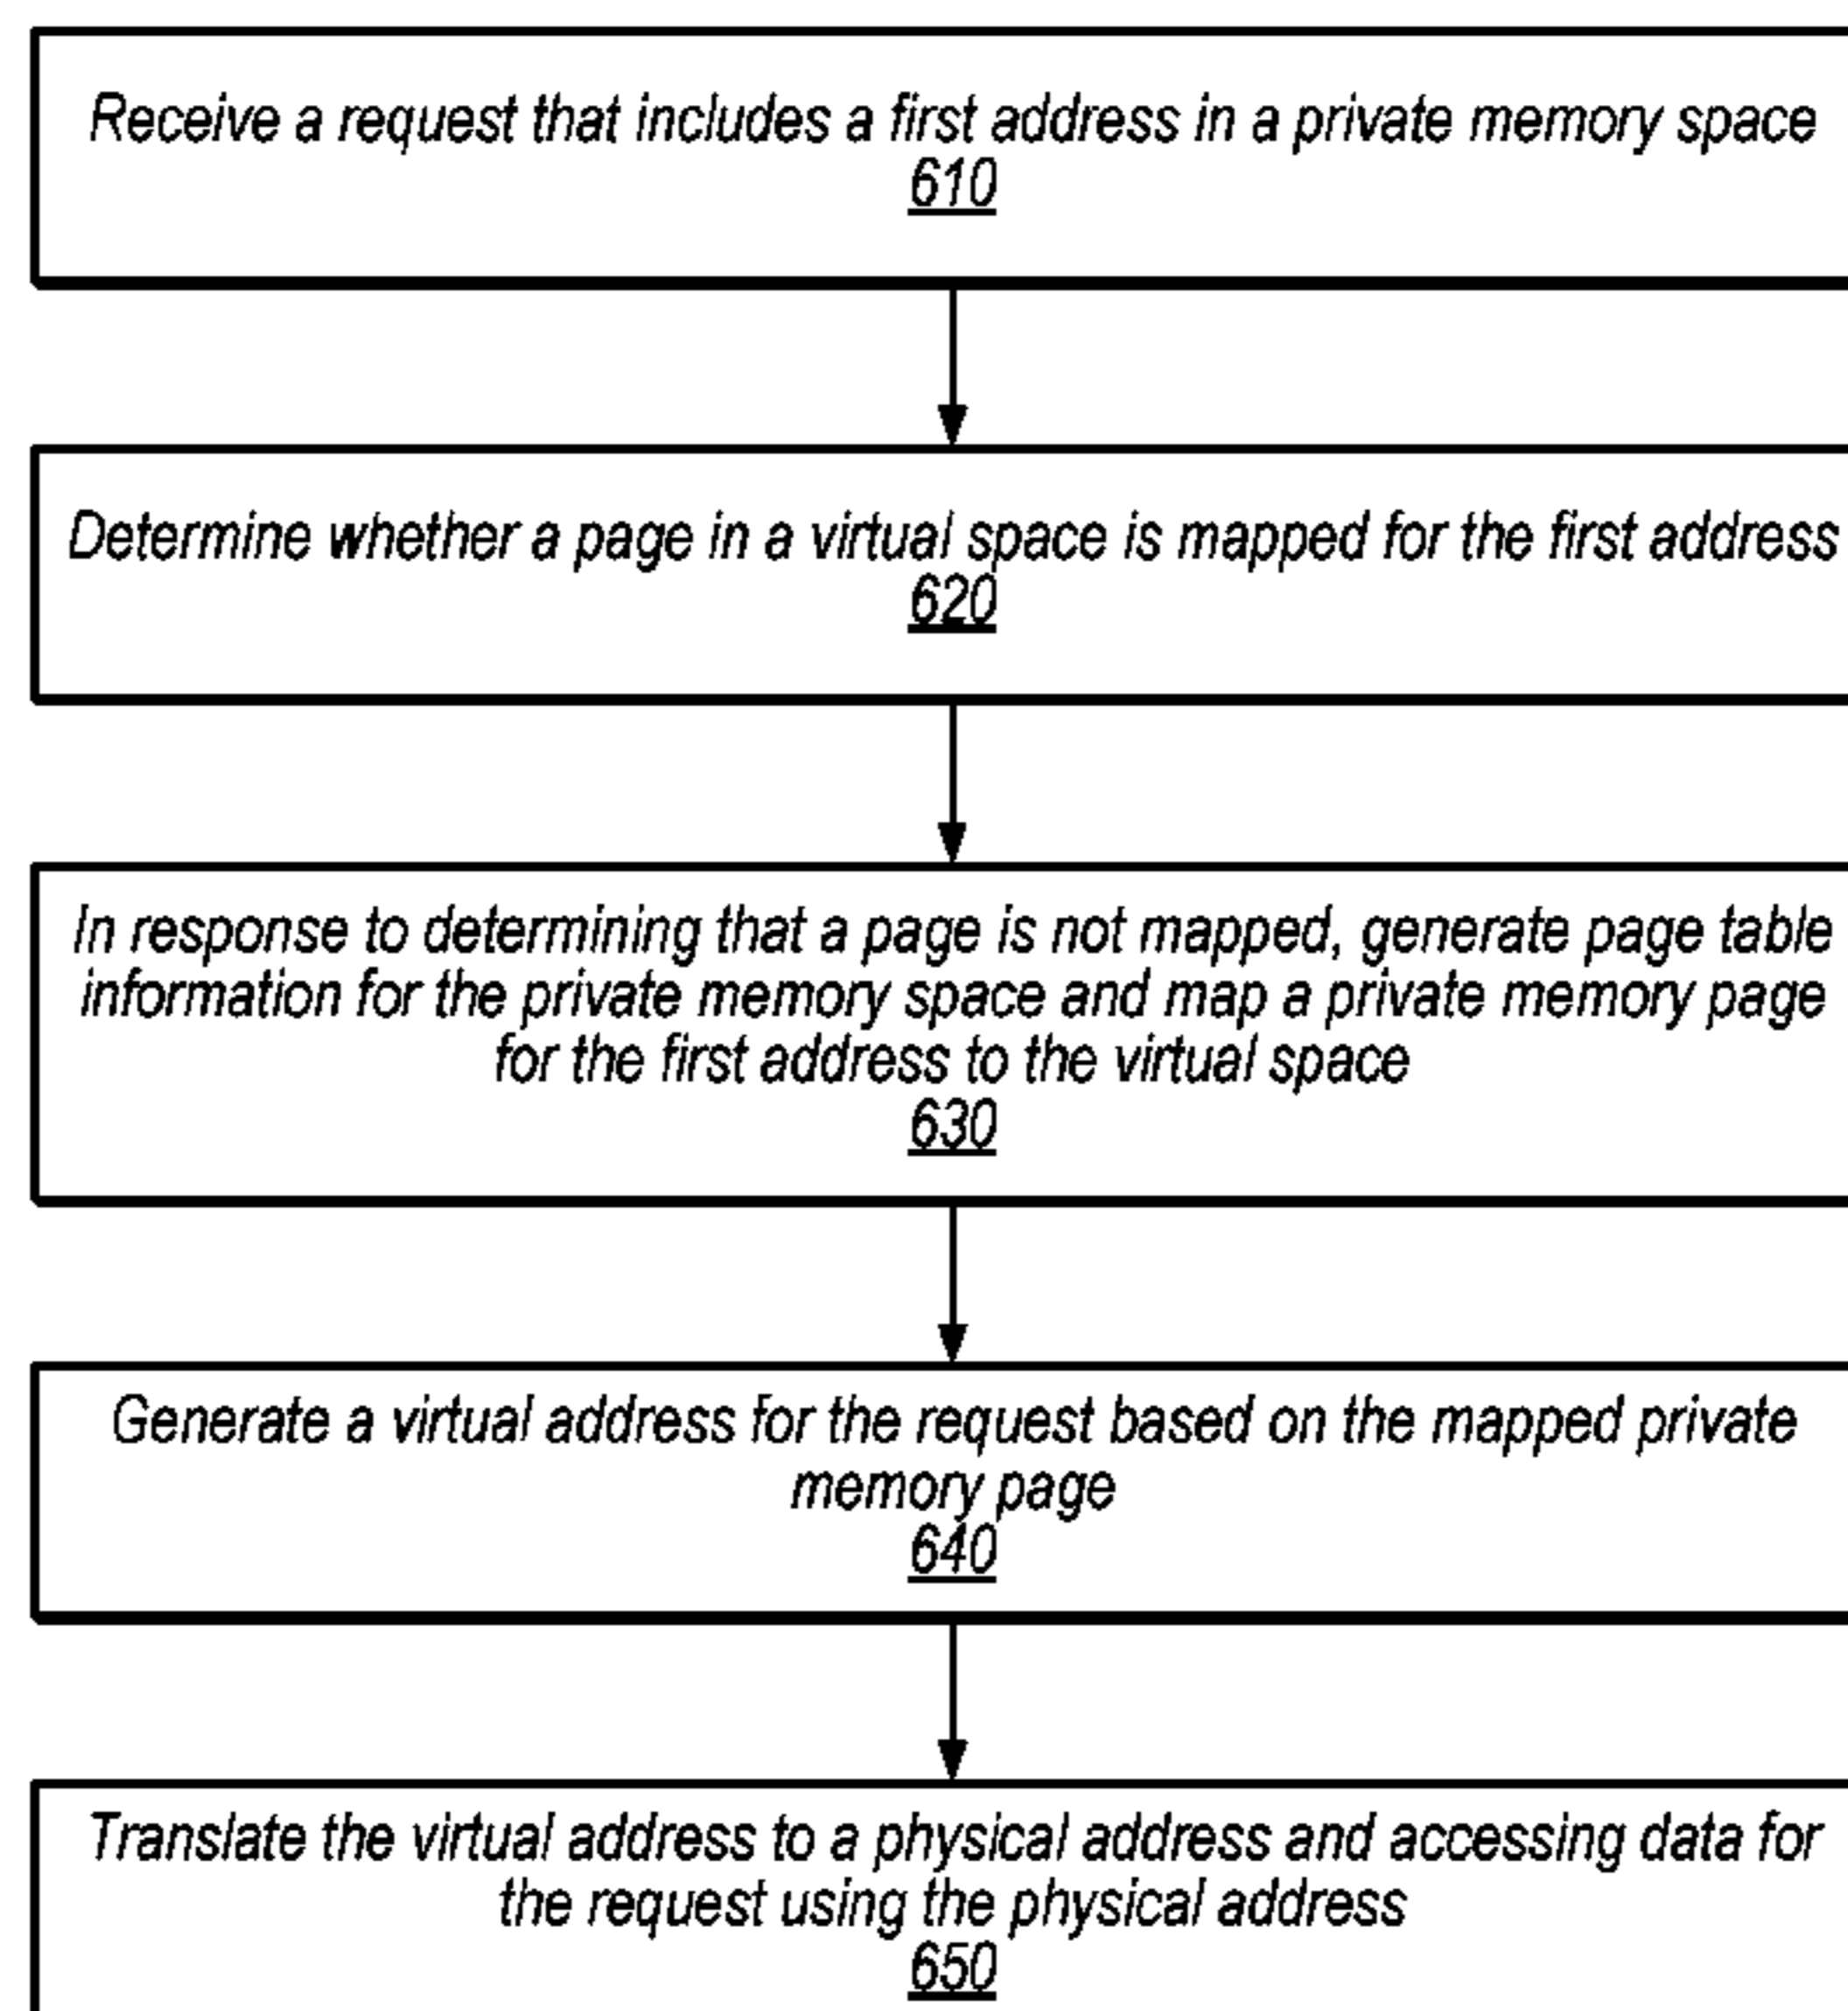 Receive a request that includes a first address in a private memory space
610
Determine whether a page in a virtual space is mapped for the first address
620
In response to determining that a page is not mapped, generate page table
information for the private memory space and map a private memory page
for the first address to the virtual space
630
Generate a virtual address for the request based on the mapped private
memory page
640
Translate the virtual address to a physical address and accessing data for
the request using the physical address
650